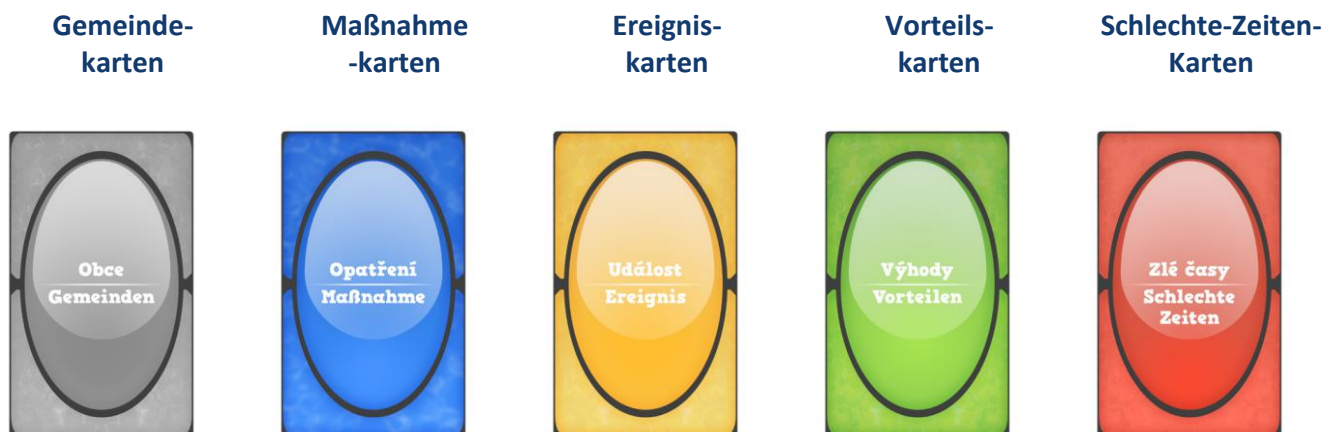 Gemeinde-
karten
Maßnahme
-karten
Ereignis-
karten
Vorteils-
karten
Schlechte-Zeiten-
Karten
Obce
Gemeinden
Opatření
Maßnahme
Událost
Ereignis
Výhody
Vorteilen
Zlé časy
Schlechte
Zeiten